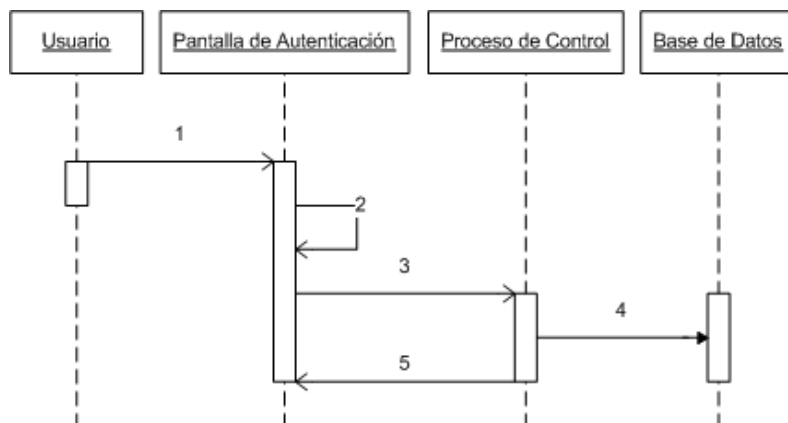 Usuario
Pantalla de Autenticación
Proceso de Control
Base de Datos
1
2
3
4
5